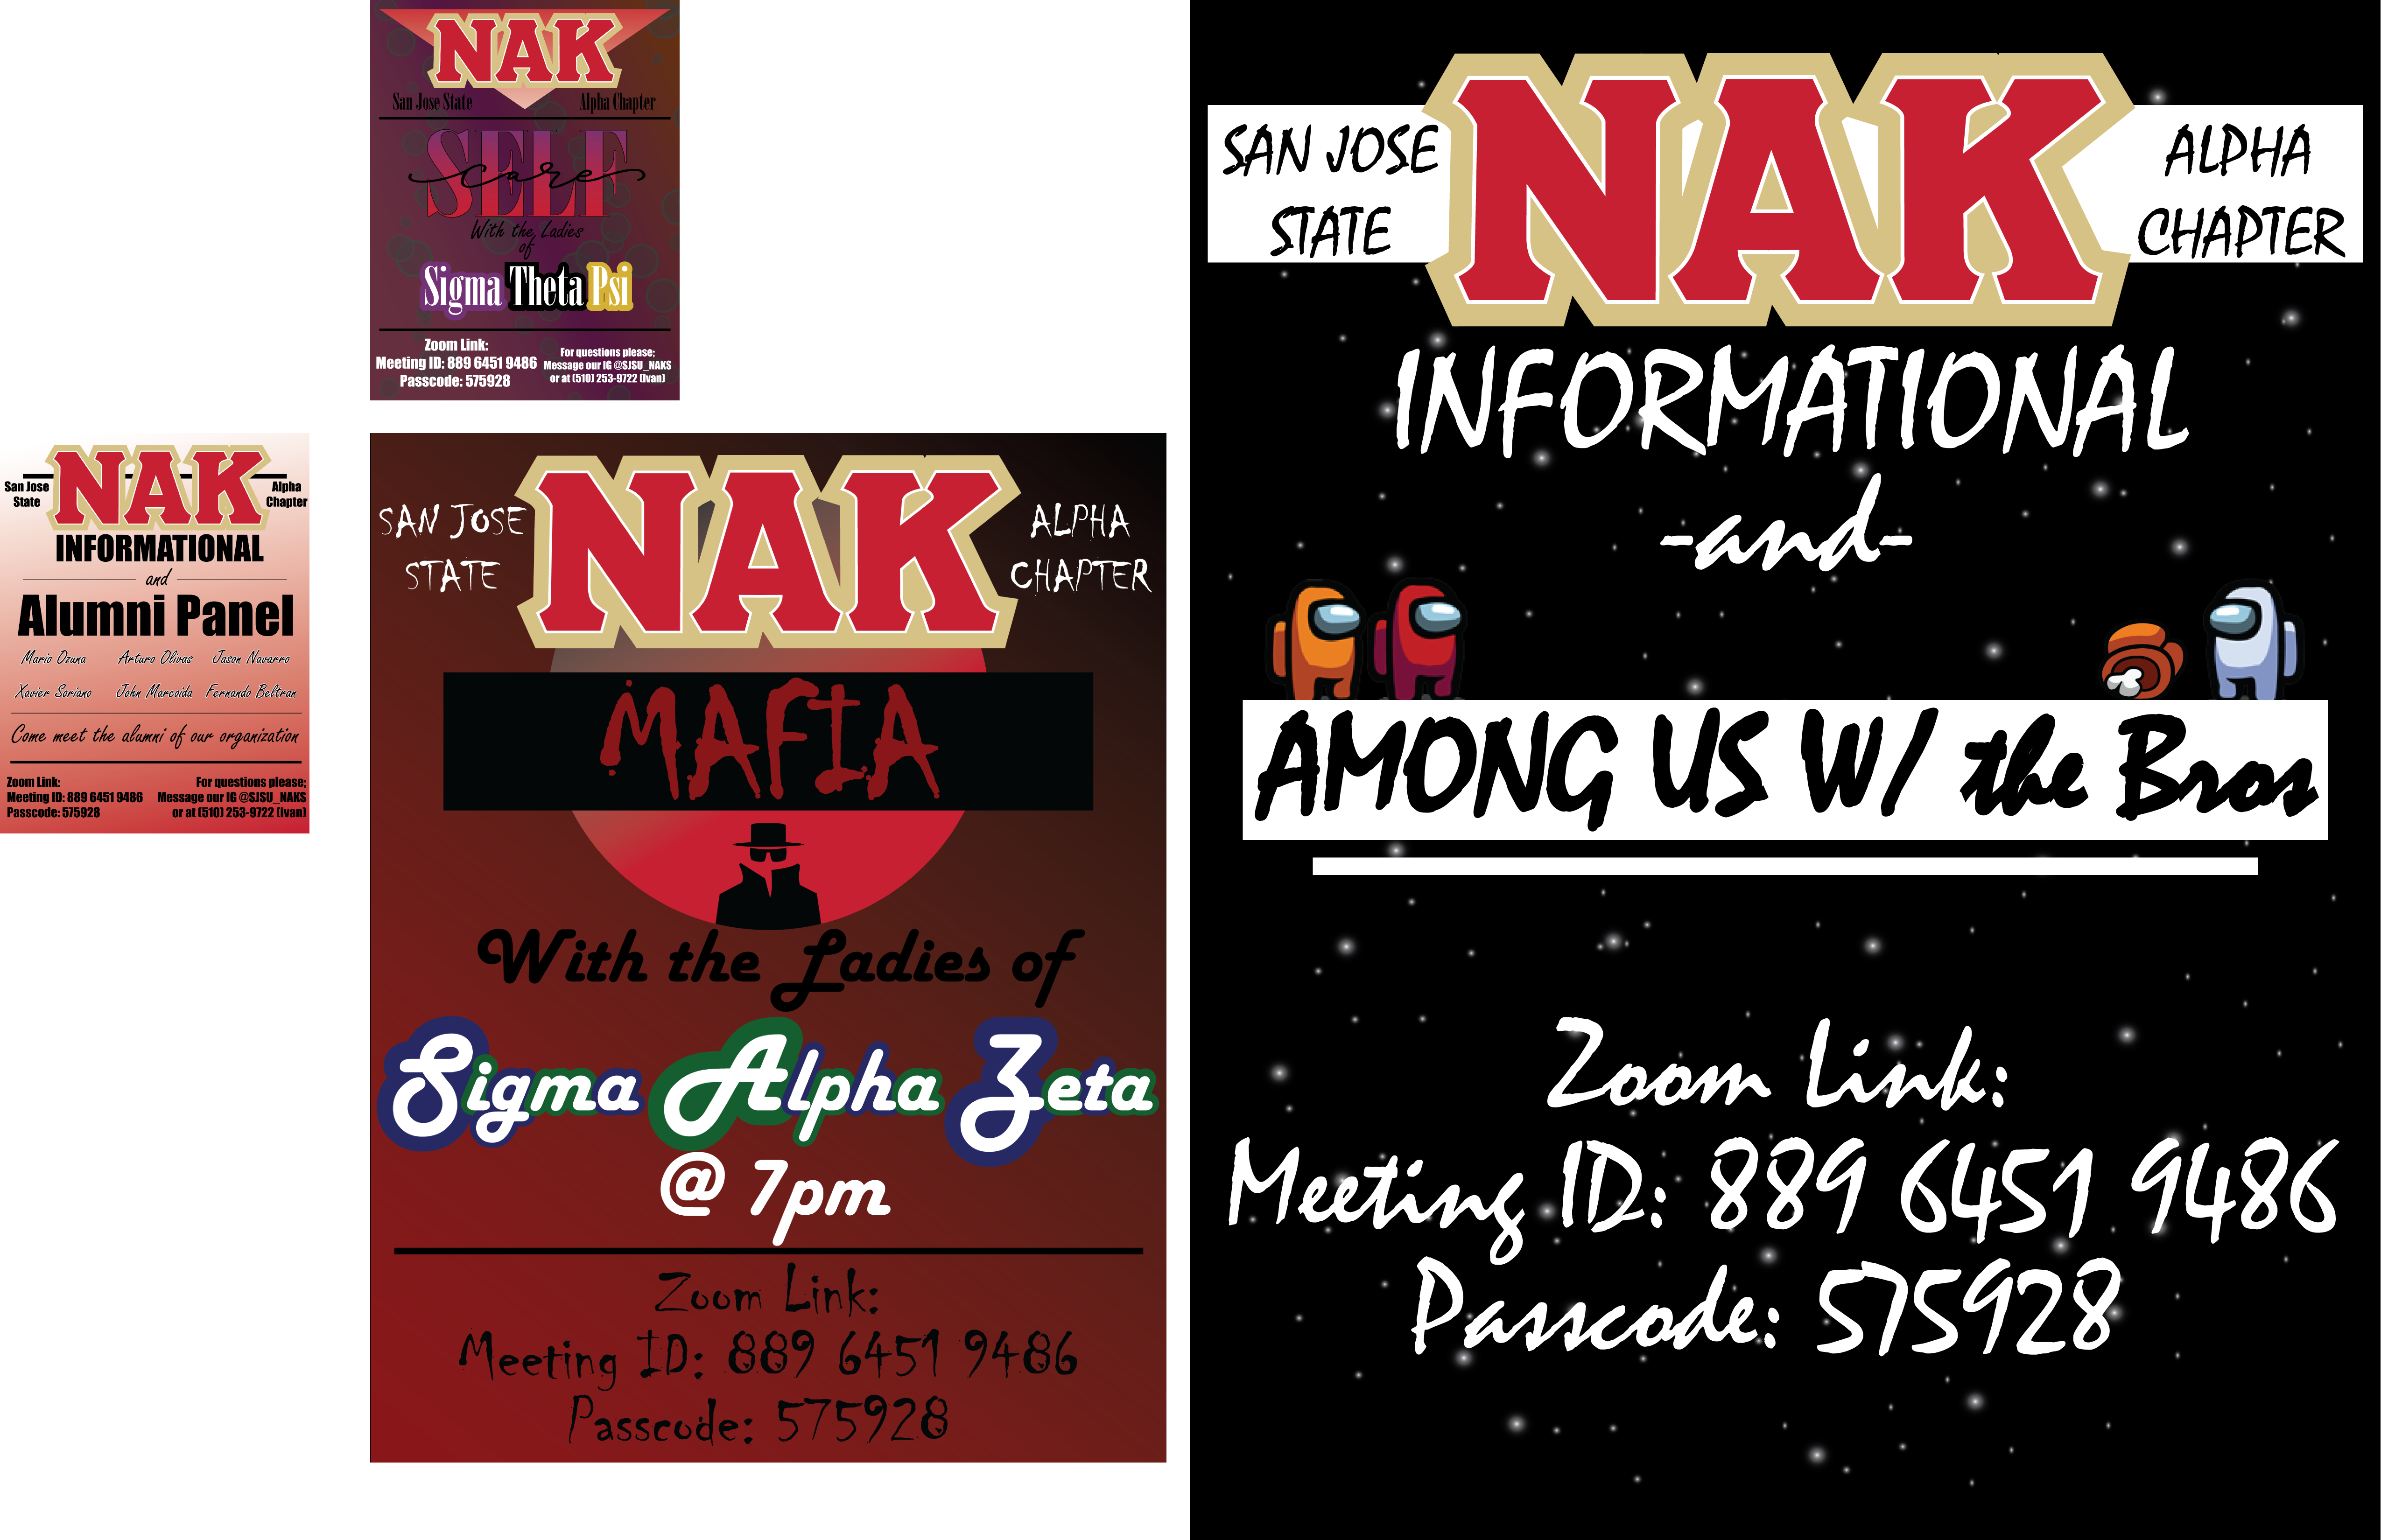 NAK
San Jose State
Alpha Chapter
SELF
care
With the Ladies
of
Sigma Theta Psi
Zoom Link:
Meeting ID: 889 6451 9486
Passcode: 575928
For questions please;
Message our IG @SJSU_NAKS
or at (510) 253-9722 (Ivan)
NAK
San Jose
State
Alpha
Chapter
INFORMATIONAL
and
Alumni Panel
Mario Ozuna Arturo Olivas Jason Navarro
Xavier Soriano John Marcoida Fernando Beltran
Come meet the alumni of our organization
Zoom Link:
Meeting ID: 889 6451 9486
Passcode: 575928
For questions please;
Message our IG @SJSU_NAKS
or at (510) 253-9722 (Ivan)
NAK
SAN JOSE
STATE
ALPHA
CHAPTER
MAFIA
With the Ladies of
Sigma Alpha Zeta
@ 7pm
Zoom Link:
Meeting ID: 889 6451 9486
Passcode: 575928
NAK
SAN JOSE
STATE
ALPHA
CHAPTER
INFORMATIONAL
-and-
AMONG US W/ the Bros
Zoom Link:
Meeting ID: 889 6451 9486
Passcode: 575928